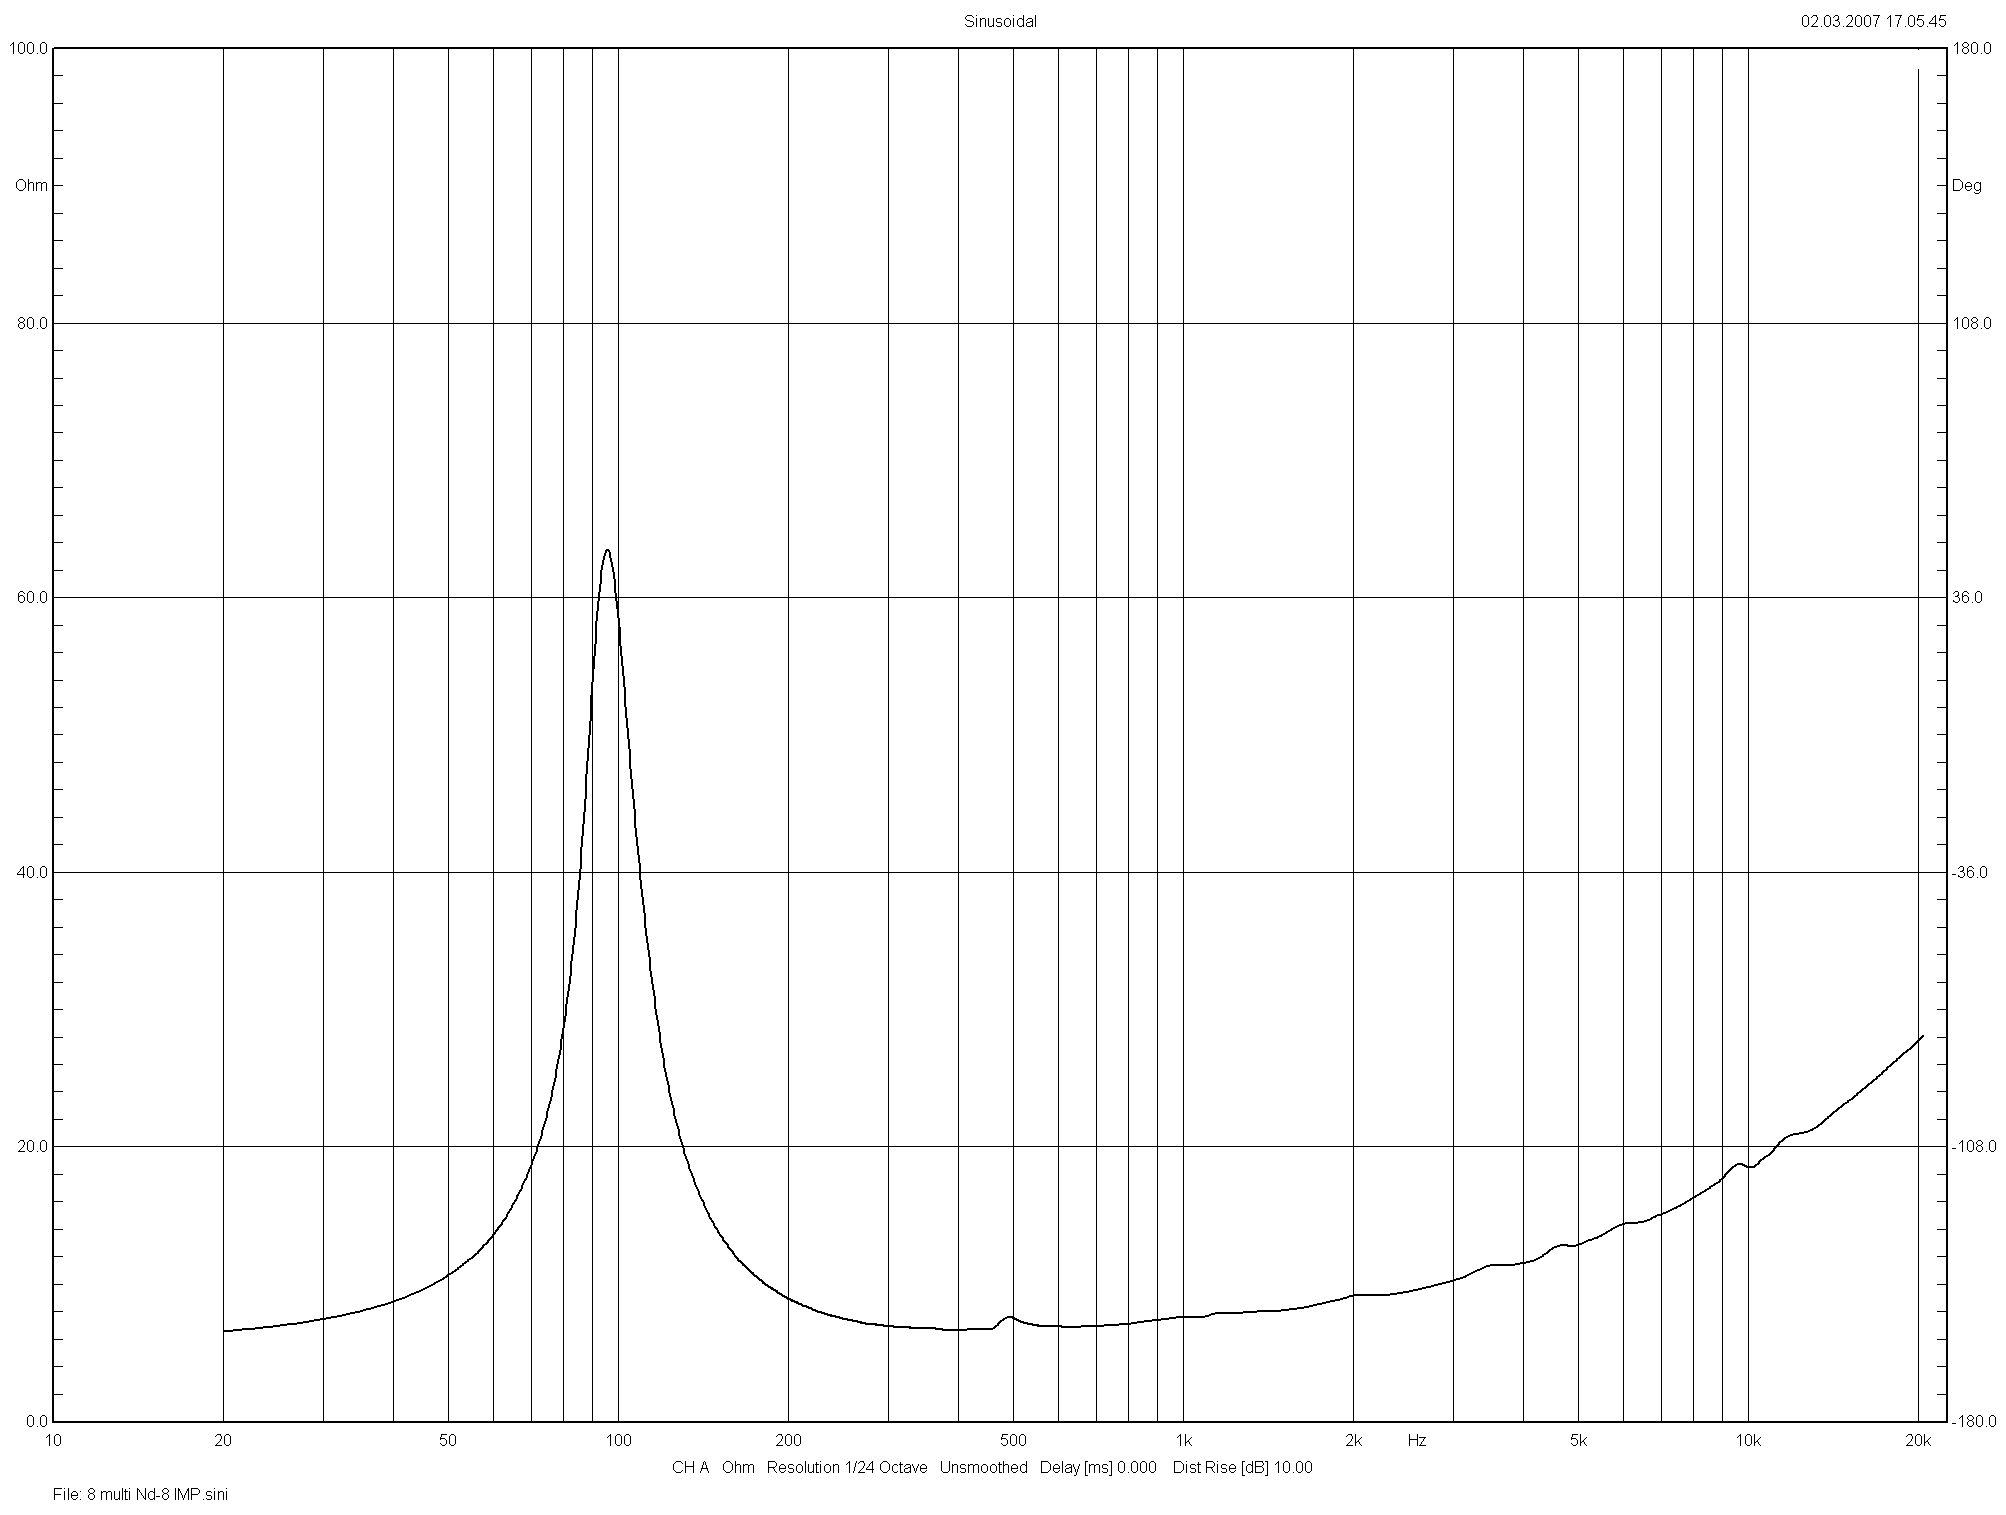 Sinusoidal 02.03.2007 17.05.45
100.0 180.0
Ohm Deg
80.0 108.0
60.0 36.0
40.0 -36.0
20.0 -108.0
0.0 -180.0
10 20 50 100 200 500 1k 2k Hz 5k 10k 20k
CH A Ohm Resolution 1/24 Octave Unsmoothed Delay [ms] 0.000 Dist Rise [dB] 10.00
File: 8 multi Nd-8 IMP.sini